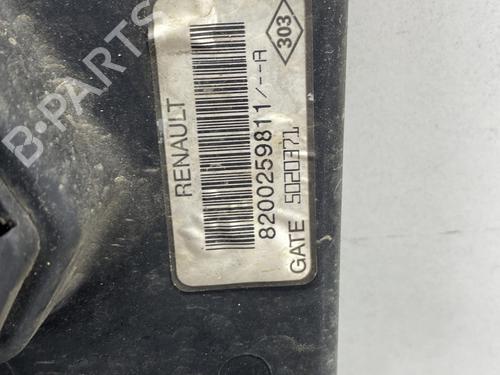 RENAULT
303
8200259811/--A
GATE 5020371
B-PARTS